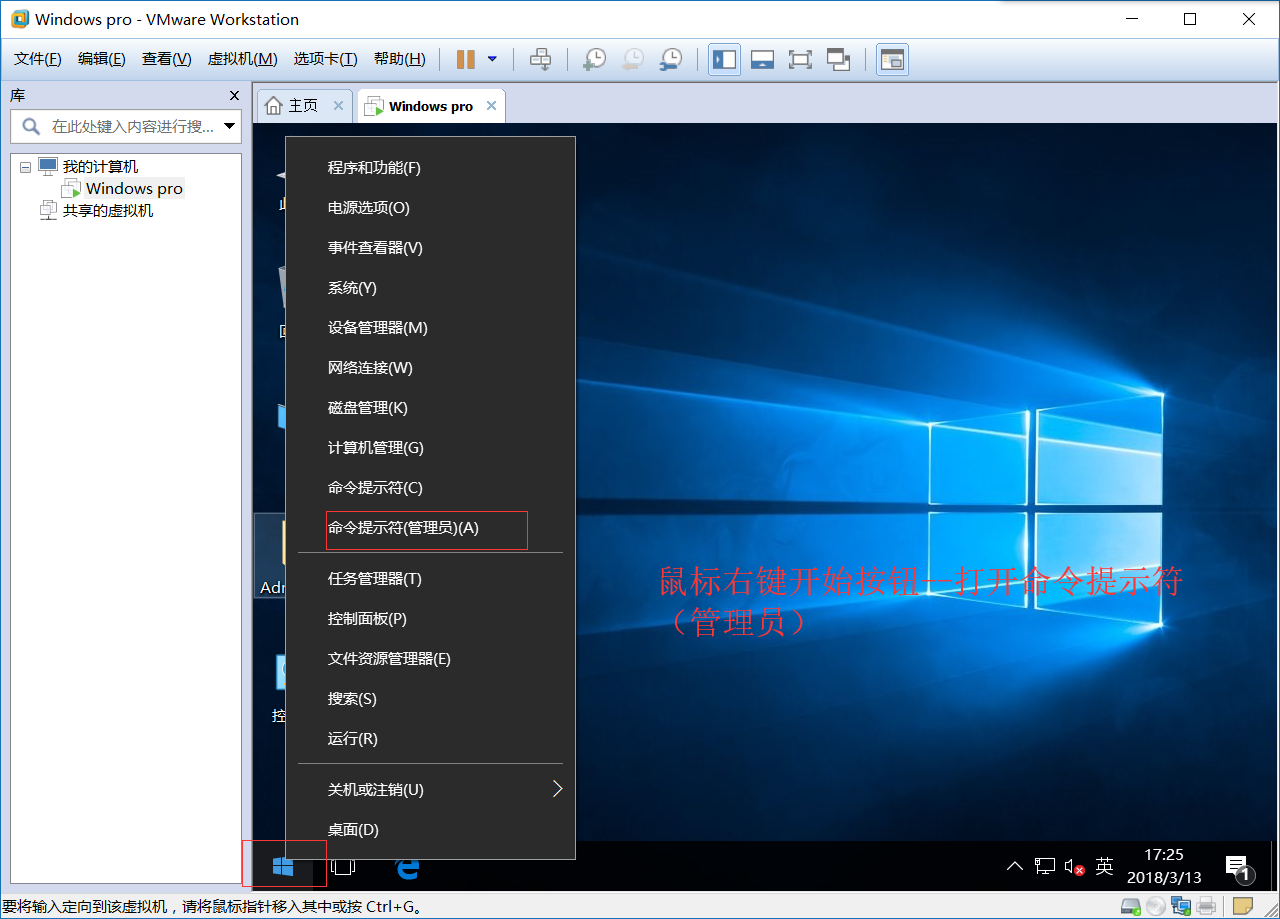 Windows pro - VMware Workstation
文件(F) 编辑(E) 查看(V) 虚拟机(M) 选项卡(T) 帮助(H)
库
在此处键入内容进行搜...
我的计算机
Windows pro
共享的虚拟机
主页
Windows pro
程序和功能(F)
电源选项(O)
事件查看器(V)
系统(Y)
设备管理器(M)
网络连接(W)
磁盘管理(K)
计算机管理(G)
命令提示符(C)
命令提示符(管理员)(A)
任务管理器(T)
控制面板(P)
文件资源管理器(E)
搜索(S)
运行(R)
关机或注销(U)
桌面(D)
Adr
控
鼠标右键开始按钮--打开命令提示符
（管理员）
英
17:25
2018/3/13
1
要将输入定向到该虚拟机，请将鼠标指针移入其中或按 Ctrl+G。